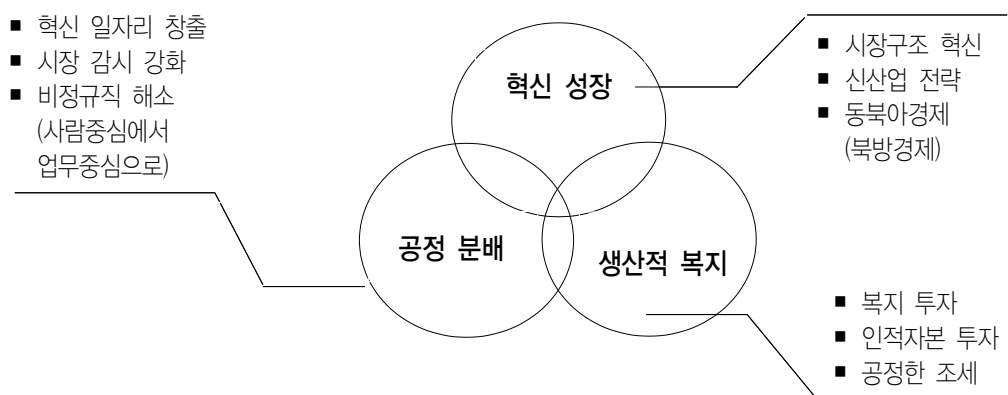 ■ 혁신 일자리 창출
■ 시장 감시 강화
■ 비정규직 해소
(사람중심에서
업무중심으로)
혁신 성장
■ 시장구조 혁신
■ 신산업 전략
■ 동북아경제
(북방경제)
공정 분배
생산적 복지
■ 복지 투자
■ 인적자본 투자
■ 공정한 조세